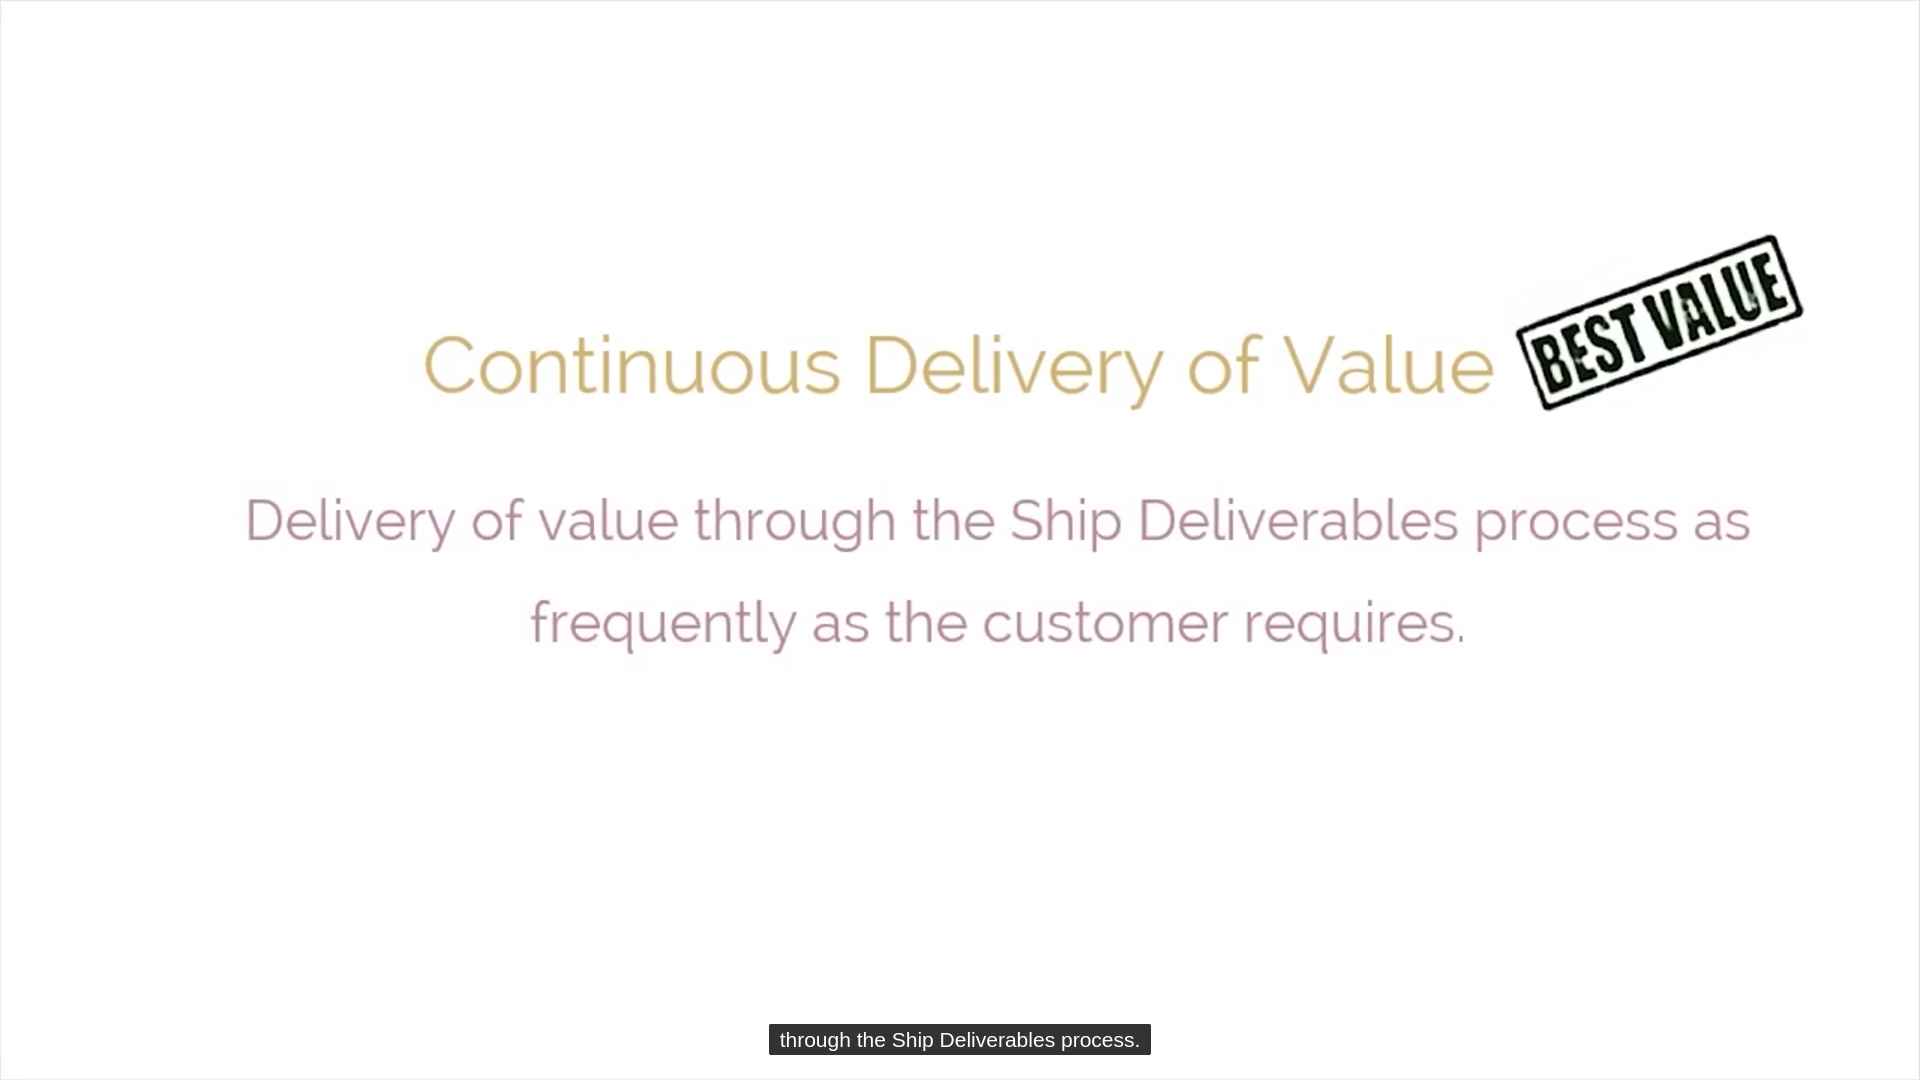 BEST VALUE
Continuous Delivery of Value
Delivery of value through the Ship Deliverables process as
frequently as the customer requires.
through the Ship Deliverables process.